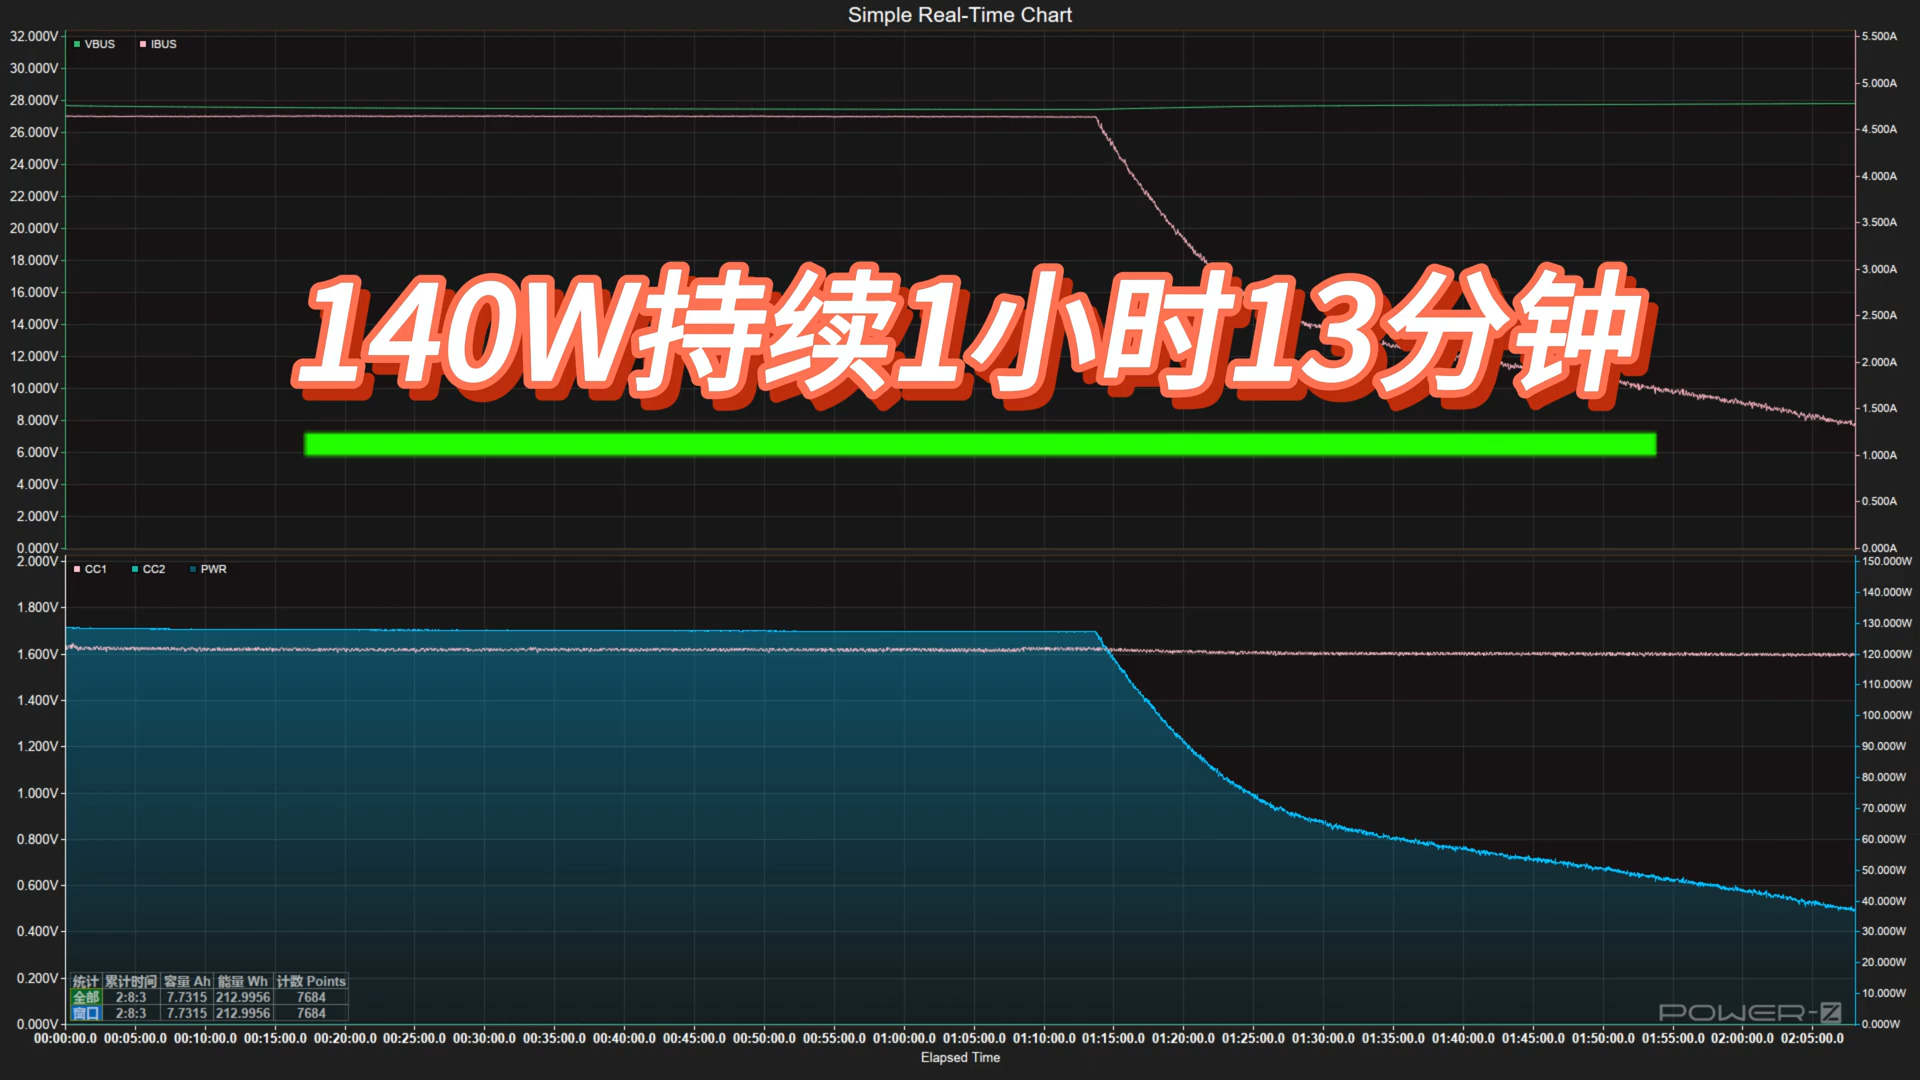 Simple Real-Time Chart
VBUS
IBUS
32.000V
30.000V
28.000V
26.000V
24.000V
22.000V
20.000V
18.000V
16.000V
14.000V
12.000V
10.000V
8.000V
6.000V
4.000V
2.000V
0.000V
5.500A
5.000A
4.500A
4.000A
3.500A
3.000A
2.500A
2.000A
1.500A
1.000A
0.500A
0.000A
140W持续1小时13分钟
CC1
CC2
PWR
2.000V
1.800V
1.600V
1.400V
1.200V
1.000V
0.800V
0.600V
0.400V
0.200V
0.000V
150.000W
140.000W
130.000W
120.000W
110.000W
100.000W
90.000W
80.000W
70.000W
60.000W
50.000W
40.000W
30.000W
20.000W
10.000W
0.000W
统计 累计时间 容量 Ah 能量 Wh 计数 Points
全部 2:8:3 7.7315 212.9956 7684
窗口 2:8:3 7.7315 212.9956 7684
POWER-Z
00:00:00.0 00:05:00.0 00:10:00.0 00:15:00.0 00:20:00.0 00:25:00.0 00:30:00.0 00:35:00.0 00:40:00.0 00:45:00.0 00:50:00.0 00:55:00.0 01:00:00.0 01:05:00.0 01:10:00.0 01:15:00.0 01:20:00.0 01:25:00.0 01:30:00.0 01:35:00.0 01:40:00.0 01:45:00.0 01:50:00.0 01:55:00.0 02:00:00.0 02:05:00.0
Elapsed Time